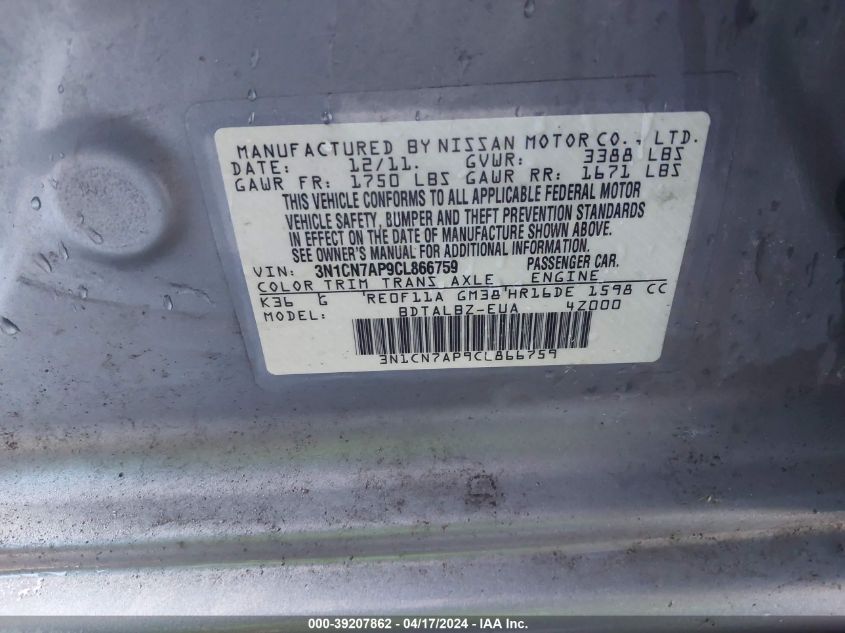 MANUFACTURED BY NISSAN MOTOR CO., LTD.
DATE: 12/11. GVWR: 3388 LBS
GAWR FR: 1750 LBS GAWR RR: 1671 LBS
THIS VEHICLE CONFORMS TO ALL APPLICABLE FEDERAL MOTOR
VEHICLE SAFETY, BUMPER AND THEFT PREVENTION STANDARDS
IN EFFECT ON THE DATE OF MANUFACTURE SHOWN ABOVE.
SEE OWNER'S MANUAL FOR ADDITIONAL INFORMATION.
VIN: 3N1CN7AP9CL866759 PASSENGER CAR.
COLOR TRIM TRANS AXLE ENGINE
K36 G RE0F11A GM38 HR16DE 1598 CC
MODEL: BDTALBZ-EUA 4Z000
3N1CN7AP9CL866759
000-39207862 - 04/17/2024 - IAA Inc.